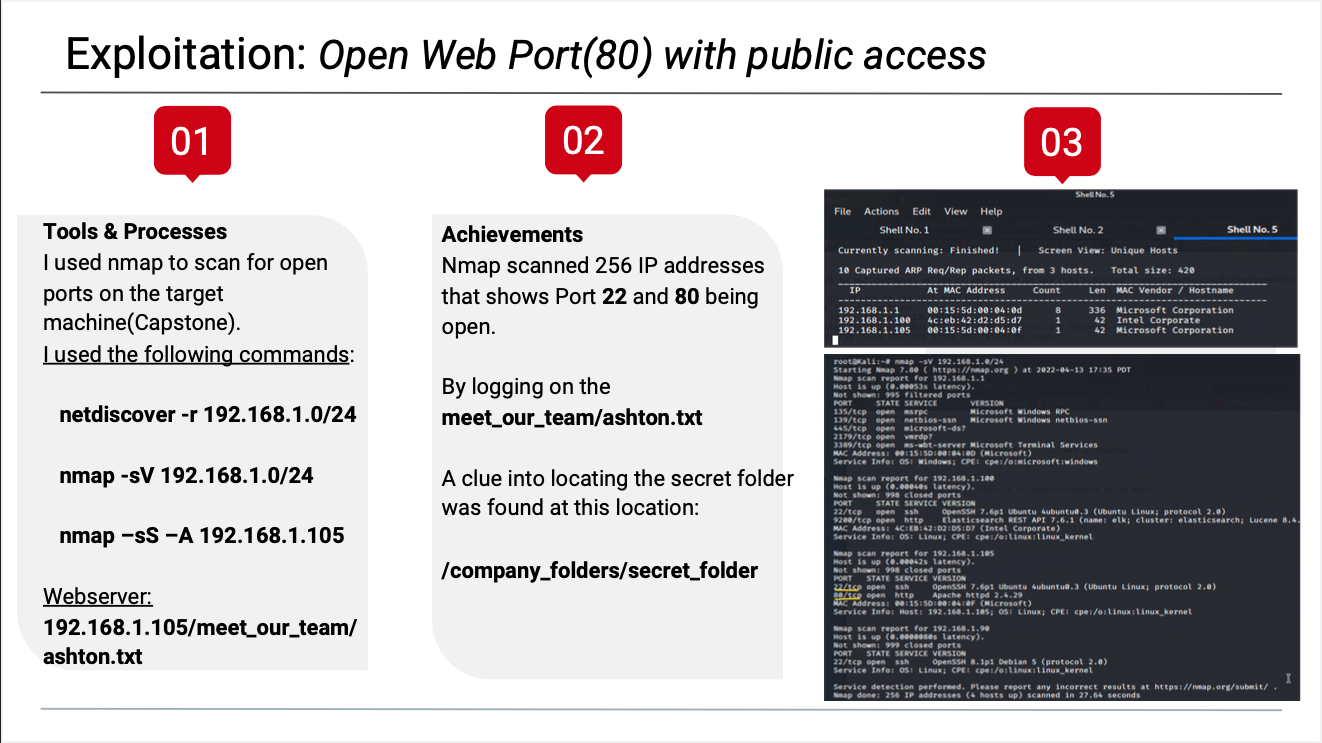 Exploitation: Open Web Port(80) with public access
01
Tools & Processes
I used nmap to scan for open
ports on the target
machine(Capstone).
I used the following commands:
netdiscover -r 192.168.1.0/24
nmap -sV 192.168.1.0/24
nmap –sS –A 192.168.1.105
Webserver:
192.168.1.105/meet_our_team/
ashton.txt
02
Achievements
Nmap scanned 256 IP addresses
that shows Port 22 and 80 being
open.
By logging on the
meet_our_team/ashton.txt
A clue into locating the secret folder
was found at this location:
/company_folders/secret_folder
03
Shell No. 5
File Actions Edit View Help
Shell No. 1 Shell No. 2 Shell No. 5
Currently scanning: Finished! | Screen View: Unique Hosts
10 Captured ARP Req/Rep packets, from 3 hosts. Total size: 420
IP At MAC Address Count Len MAC Vendor / Hostname
192.168.1.1 00:15:5d:00:04:0d 8 336 Microsoft Corporation
192.168.1.100 4c:eb:42:d2:d5:d7 1 42 Intel Corporate
192.168.1.105 00:15:5d:00:04:0f 1 42 Microsoft Corporation
root@Kali:~# nmap -sV 192.168.1.0/24
Starting Nmap 7.80 ( https://nmap.org ) at 2022-04-13 17:35 PDT
Nmap scan report for 192.168.1.1
Host is up (0.00053s latency).
Not shown: 995 filtered ports
PORT STATE SERVICE VERSION
135/tcp open msrpc Microsoft Windows RPC
139/tcp open netbios-ssn Microsoft Windows netbios-ssn
445/tcp open microsoft-ds?
2179/tcp open vmrdp?
3389/tcp open ms-wbt-server Microsoft Terminal Services
MAC Address: 00:15:5D:00:04:0D (Microsoft)
Service Info: OS: Windows; CPE: cpe:/o:microsoft:windows
Nmap scan report for 192.168.1.100
Host is up (0.00040s latency).
Not shown: 998 closed ports
PORT STATE SERVICE VERSION
22/tcp open ssh OpenSSH 7.6p1 Ubuntu 4ubuntu0.3 (Ubuntu Linux; protocol 2.0)
9200/tcp open http Elasticsearch REST API 7.6.1 (name: elk; cluster: elasticsearch; Lucene 8.4.
MAC Address: 4C:EB:42:D2:D5:D7 (Intel Corporate)
Service Info: OS: Linux; CPE: cpe:/o:linux:linux_kernel
Nmap scan report for 192.168.1.105
Host is up (0.00042s latency).
Not shown: 998 closed ports
PORT STATE SERVICE VERSION
22/tcp open ssh OpenSSH 7.6p1 Ubuntu 4ubuntu0.3 (Ubuntu Linux; protocol 2.0)
80/tcp open http Apache httpd 2.4.29
MAC Address: 00:15:5D:00:04:0F (Microsoft)
Service Info: Host: 192.168.1.105; OS: Linux; CPE: cpe:/o:linux:linux_kernel
Nmap scan report for 192.168.1.90
Host is up (0.0000080s latency).
Not shown: 999 closed ports
PORT STATE SERVICE VERSION
22/tcp open ssh OpenSSH 8.1p1 Debian 5 (protocol 2.0)
Service Info: OS: Linux; CPE: cpe:/o:linux:linux_kernel
Service detection performed. Please report any incorrect results at https://nmap.org/submit/ .
Nmap done: 256 IP addresses (4 hosts up) scanned in 27.64 seconds